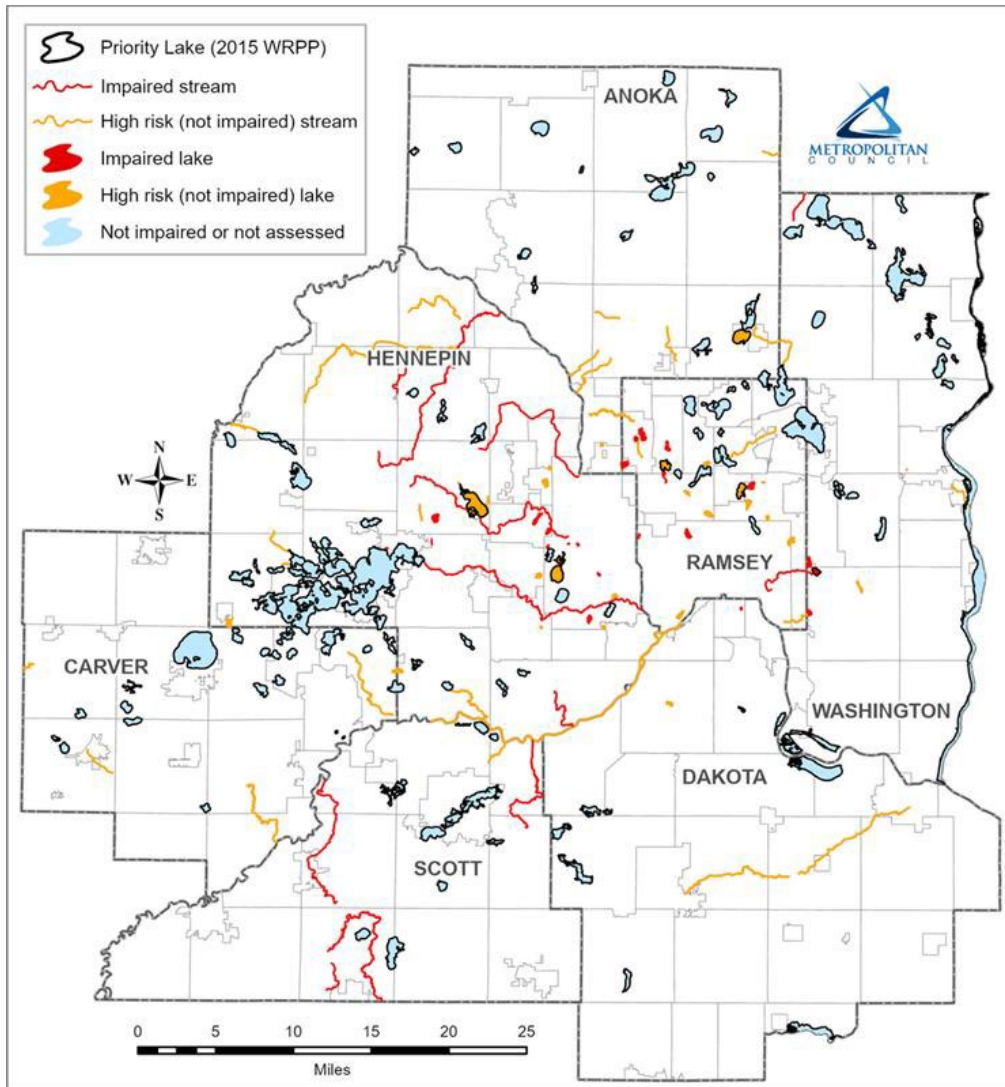 Priority Lake (2015 WRPP)
Impaired stream
High risk (not impaired) stream
Impaired lake
High risk (not impaired) lake
Not impaired or not assessed
ANOKA
METROPOLITAN
COUNCIL
HENNEPIN
N
W E
S
RAMSEY
CARVER
WASHINGTON
DAKOTA
SCOTT
0 5 10 15 20 25
Miles